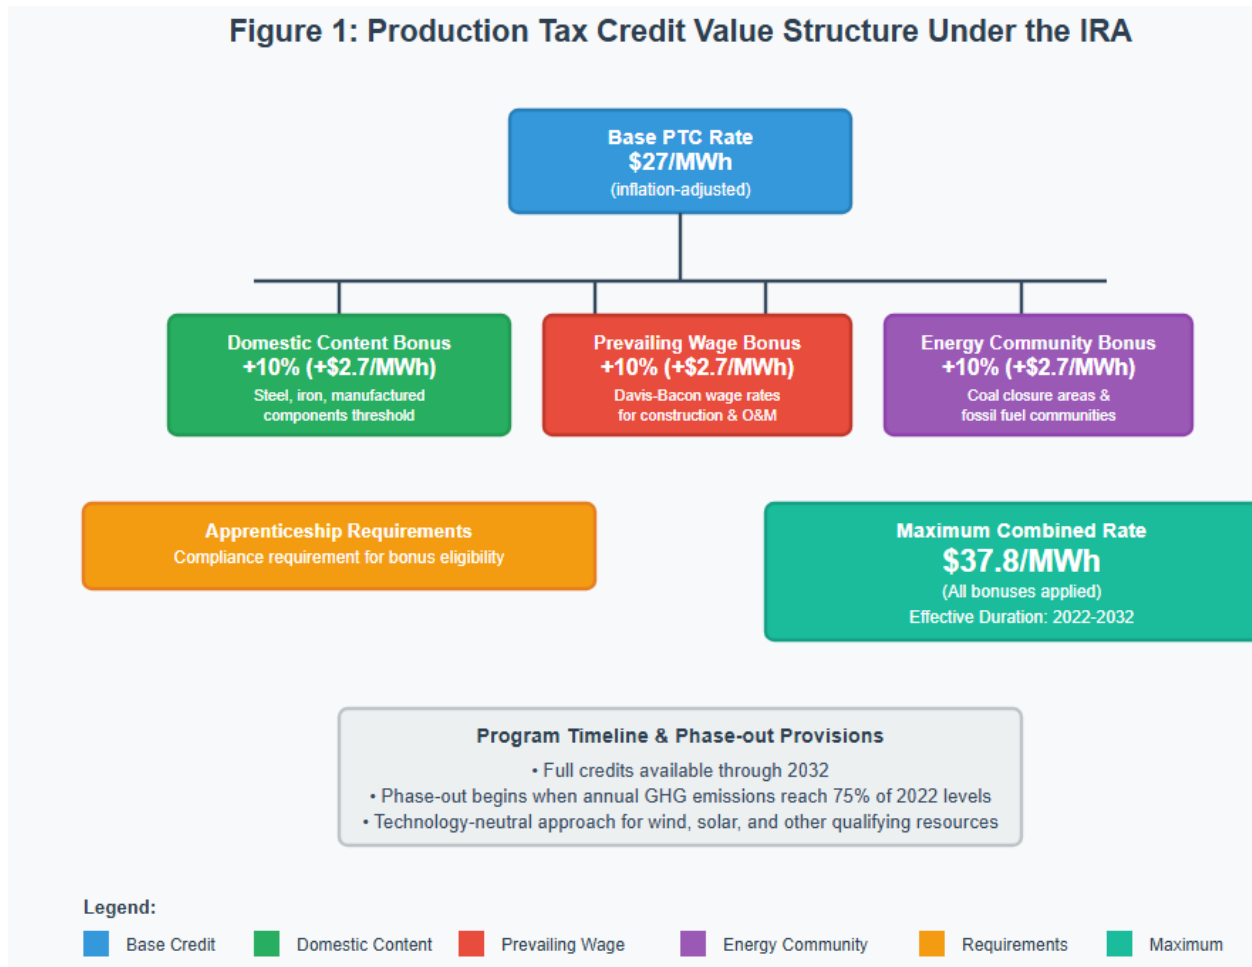 Figure 1: Production Tax Credit Value Structure Under the IRA
Base PTC Rate
$27/MWh
(inflation-adjusted)
Domestic Content Bonus
+10% (+$2.7/MWh)
Steel, iron, manufactured
components threshold
Prevailing Wage Bonus
+10% (+$2.7/MWh)
Davis-Bacon wage rates
for construction & O&M
Energy Community Bonus
+10% (+$2.7/MWh)
Coal closure areas &
fossil fuel communities
Apprenticeship Requirements
Compliance requirement for bonus eligibility
Maximum Combined Rate
$37.8/MWh
(All bonuses applied)
Effective Duration: 2022-2032
Program Timeline & Phase-out Provisions
• Full credits available through 2032
• Phase-out begins when annual GHG emissions reach 75% of 2022 levels
• Technology-neutral approach for wind, solar, and other qualifying resources
Legend:
Base Credit
Domestic Content
Prevailing Wage
Energy Community
Requirements
Maximum